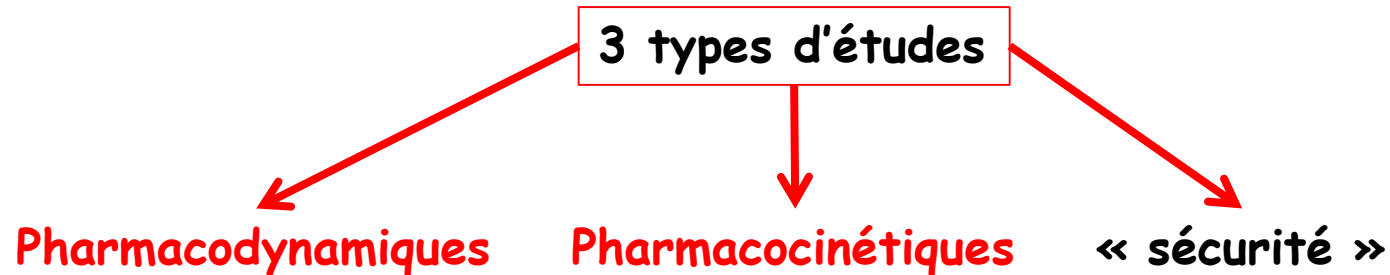 3 types d'études
Pharmacodynamiques Pharmacocinétiques « sécurité »